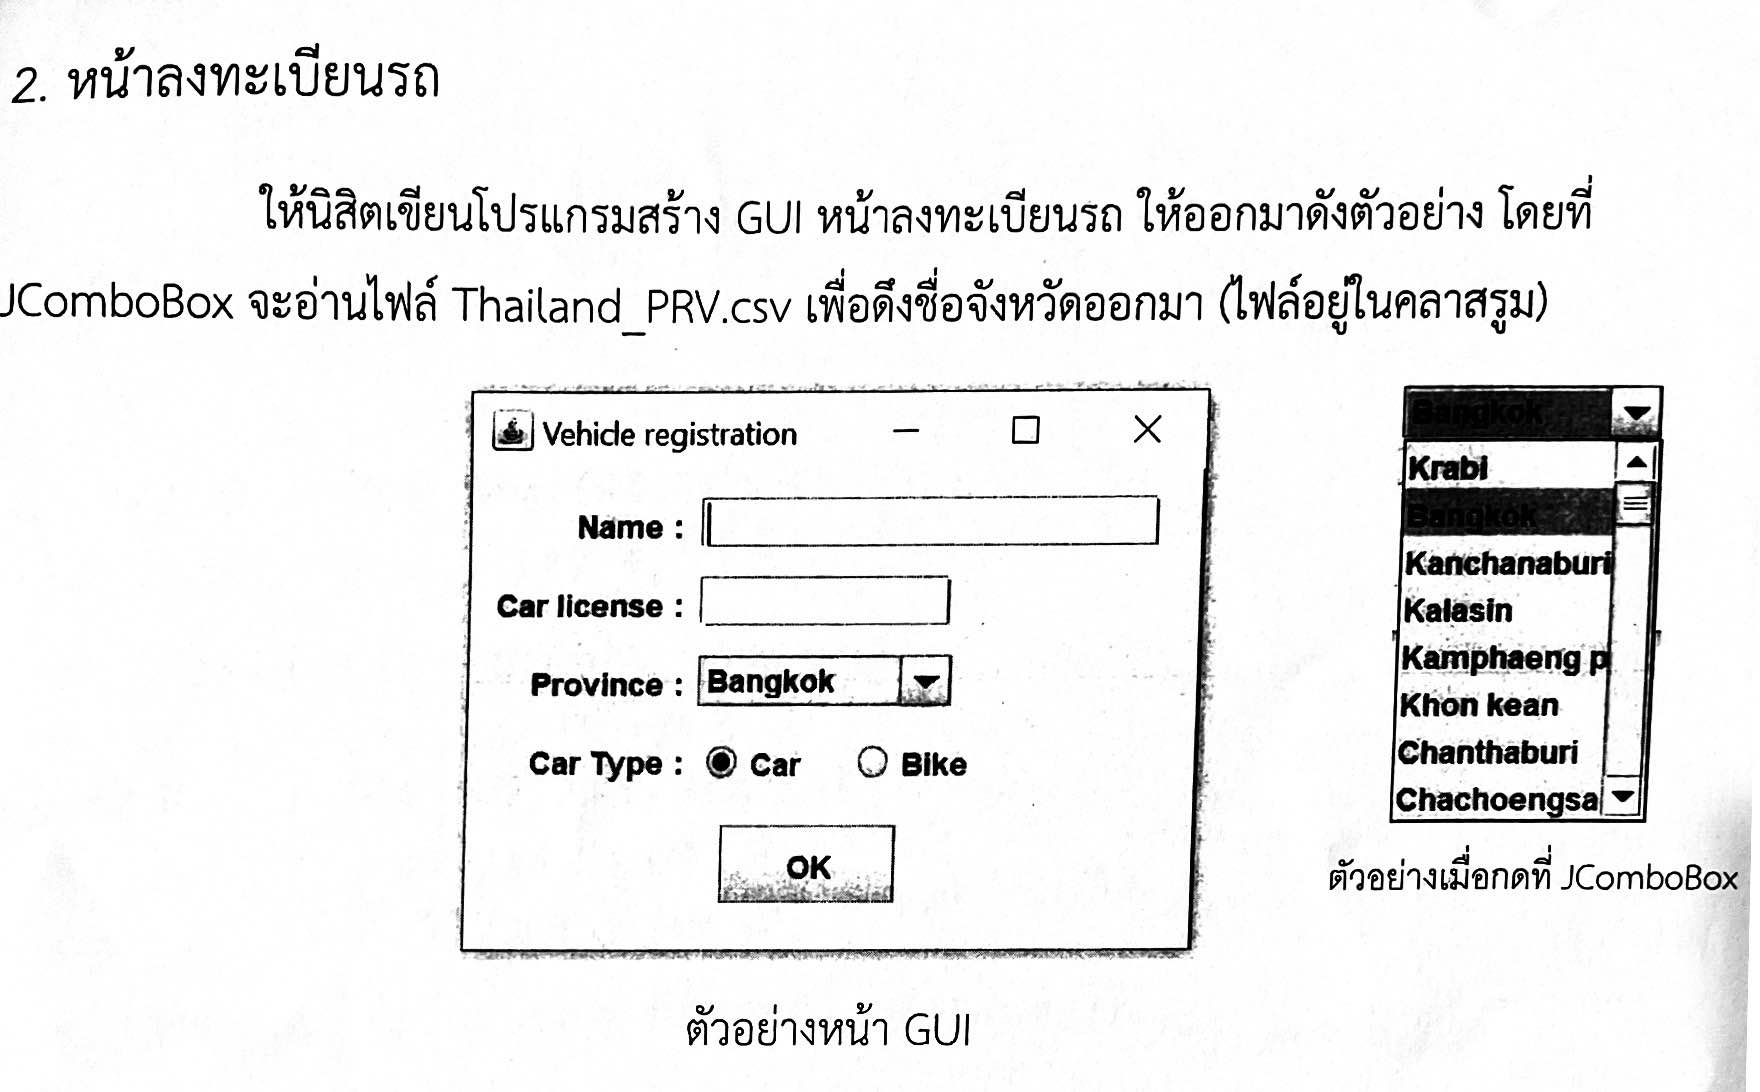 2. หน้าลงทะเบียนรถ
ให้นิสิตเขียนโปรแกรมสร้าง GUI หน้าลงทะเบียนรถ ให้ออกมาดังตัวอย่าง โดยที่
JComboBox จะอ่านไฟล์ Thailand_PRV.csv เพื่อดึงชื่อจังหวัดออกมา (ไฟล์อยู่ในคลาสรูม)
Vehicle registration
Name :
Car license :
Province : Bangkok
Car Type : Car Bike
OK
Bangkok
Krabi
Bangkok
Kanchanaburi
Kalasin
Kamphaeng p
Khon kean
Chanthaburi
Chachoengsa
ตัวอย่างเมื่อกดที่ JComboBox
ตัวอย่างหน้า GUI